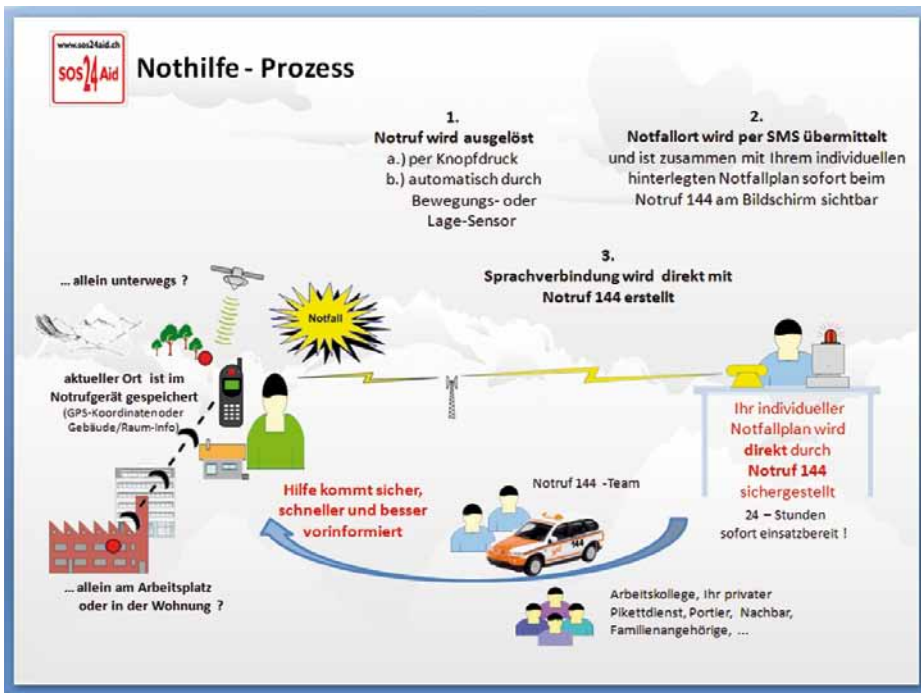 www.sos24aid.ch
SOS24Aid
Nothilfe - Prozess
1.
Notruf wird ausgelöst
a.) per Knopfdruck
b.) automatisch durch
Bewegungs- oder
Lage-Sensor
2.
Notfallort wird per SMS übermittelt
und ist zusammen mit Ihrem individuellen
hinterlegten Notfallplan sofort beim
Notruf 144 am Bildschirm sichtbar
3.
Sprachverbindung wird direkt mit
Notruf 144 erstellt
... allein unterwegs ?
Notfall
aktueller Ort ist im
Notrufgerät gespeichert
(GPS-Koordinaten oder
Gebäude/Raum-Info)
Ihr individueller
Notfallplan wird
direkt durch
Notruf 144
sichergestellt
24 – Stunden
sofort einsatzbereit !
Hilfe kommt sicher,
schneller und besser
vorinformiert
Notruf 144 -Team
144
... allein am Arbeitsplatz
oder in der Wohnung ?
Arbeitskollege, Ihr privater
Pikettdienst, Portier, Nachbar,
Familienangehörige, ...